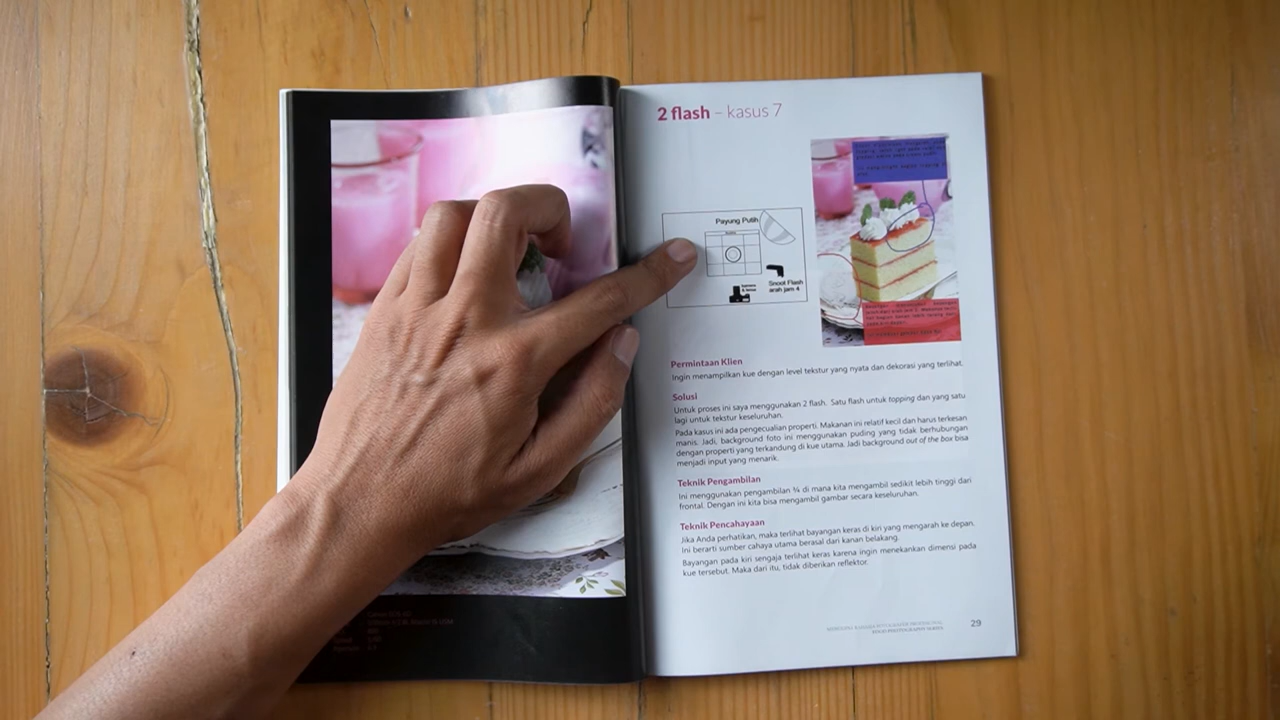 2 flash – kasus 7
Payung Putih
Snoot Flash
arah jam 4
Permintaan Klien
Ingin menampilkan kue dengan level tekstur yang nyata dan dekorasi yang terlihat.
Solusi
Untuk proses ini saya menggunakan 2 flash. Satu flash untuk topping dan yang satu
lagi untuk tekstur keseluruhan.
Pada kasus ini ada pengecualian properti. Makanan ini relatif kecil dan harus terkesan
manis. Jadi, background foto ini menggunakan puding yang tidak berhubungan
dengan properti yang terkandung di kue utama. Jadi background out of the box bisa
menjadi input yang menarik.
Teknik Pengambilan
Ini menggunakan pengambilan ¾ di mana kita mengambil sedikit lebih tinggi dari
frontal. Dengan ini kita bisa mengambil gambar secara keseluruhan.
Teknik Pencahayaan
Jika Anda perhatikan, maka terlihat bayangan keras di kiri yang mengarah ke depan.
Ini berarti sumber cahaya utama berasal dari kanan belakang.
Bayangan pada kiri sengaja terlihat keras karena ingin menekankan dimensi pada
kue tersebut. Maka dari itu, tidak diberikan reflektor.
29